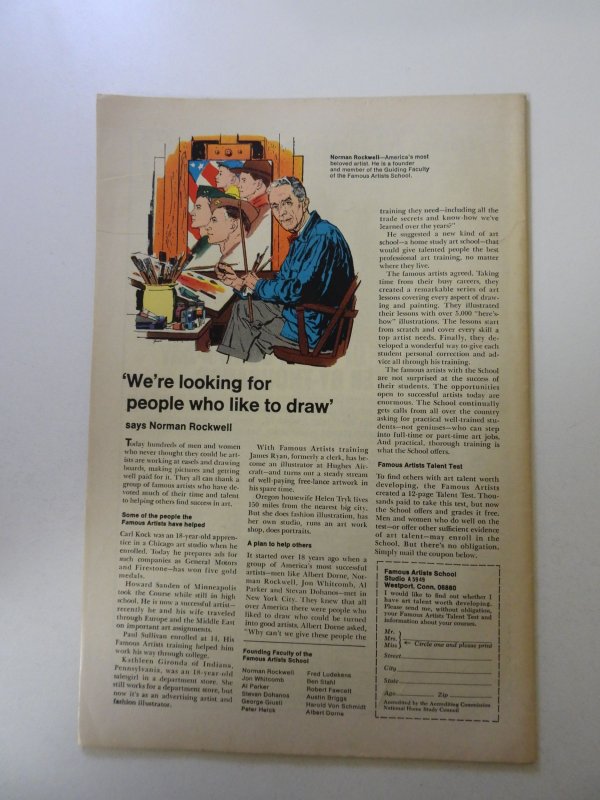 Norman Rockwell—America's most
beloved artist. He is a founder
and member of the Guiding Faculty
of the Famous Artists School.
'We're looking for
people who like to draw'
says Norman Rockwell
Today hundreds of men and women
who never thought they could be art-
ists are working at easels and drawing
boards, making pictures and getting
well paid for it. They all can thank a
group of famous artists who have de-
voted much of their time and talent
to helping others find success in art.
Some of the people the
Famous Artists have helped
Carl Kock was an 18-year-old appren-
tice in a Chicago art studio when he
enrolled. Today he prepares ads for
such companies as General Motors
and Firestone—has won five gold
medals.
Howard Sanden of Minneapolis
took the Course while still in high
school. He is now a successful artist—
recently he and his wife traveled
through Europe and the Middle East
on important art assignments.
Paul Sullivan enrolled at 14. His
Famous Artists training helped him
work his way through college.
Kathleen Gironda of Indiana,
Pennsylvania, was an 18-year-old
salesgirl in a department store. She
still works for a department store, but
now it's as an advertising artist and
fashion illustrator.
With Famous Artists training
James Ryan, formerly a clerk, has be-
come an illustrator at Hughes Air-
craft—and turns out a steady stream
of well-paying free-lance artwork in
his spare time.
Oregon housewife Helen Tryk lives
150 miles from the nearest big city.
But she does fashion illustration, has
her own studio, runs an art work
shop, does portraits.
A plan to help others
It started over 18 years ago when a
group of America's most successful
artists—men like Albert Dorne, Nor-
man Rockwell, Jon Whitcomb, Al
Parker and Stevan Dohanos—met in
New York City. They knew that all
over America there were people who
liked to draw who could be turned
into good artists. Albert Dorne asked,
"Why can't we give these people the
Founding Faculty of the
Famous Artists School
Norman Rockwell
Jon Whitcomb
Al Parker
Stevan Dohanos
George Giusti
Peter Helck
Fred Ludekens
Ben Stahl
Robert Fawcett
Austin Briggs
Harold Von Schmidt
Albert Dorne
training they need—including all the
trade secrets and know-how we've
learned over the years?"
He suggested a new kind of art
school—a home study art school—that
would give talented people the best
professional art training, no matter
where they live.
The famous artists agreed. Taking
time from their busy careers, they
created a remarkable series of art
lessons covering every aspect of draw-
ing and painting. They illustrated
their lessons with over 5,000 "here's-
how" illustrations. The lessons start
from scratch and cover every skill a
top artist needs. Finally, they de-
veloped a wonderful way to give each
student personal correction and ad-
vice all through his training.
The famous artists with the School
are not surprised at the success of
their students. The opportunities
open to successful artists today are
enormous. The School continually
gets calls from all over the country
asking for practical well-trained stu-
dents—not geniuses—who can step
into full-time or part-time art jobs.
And practical, thorough training is
what the School offers.
Famous Artists Talent Test
To find others with art talent worth
developing, the Famous Artists
created a 12-page Talent Test. Thou-
sands paid to take this test, but now
the School offers and grades it free.
Men and women who do well on the
test—or offer other sufficient evidence
of art talent—may enroll in the
School. But there's no obligation.
Simply mail the coupon below.
Famous Artists School
Studio A 5949
Westport, Conn. 06880
I would like to find out whether I
have art talent worth developing.
Please send me, without obligation,
your Famous Artists Talent Test and
information about your courses.
Mr.
Mrs.
Miss
Circle one and please print
Street
City
State
Age Zip
Accredited by the Accrediting Commission
National Home Study Council